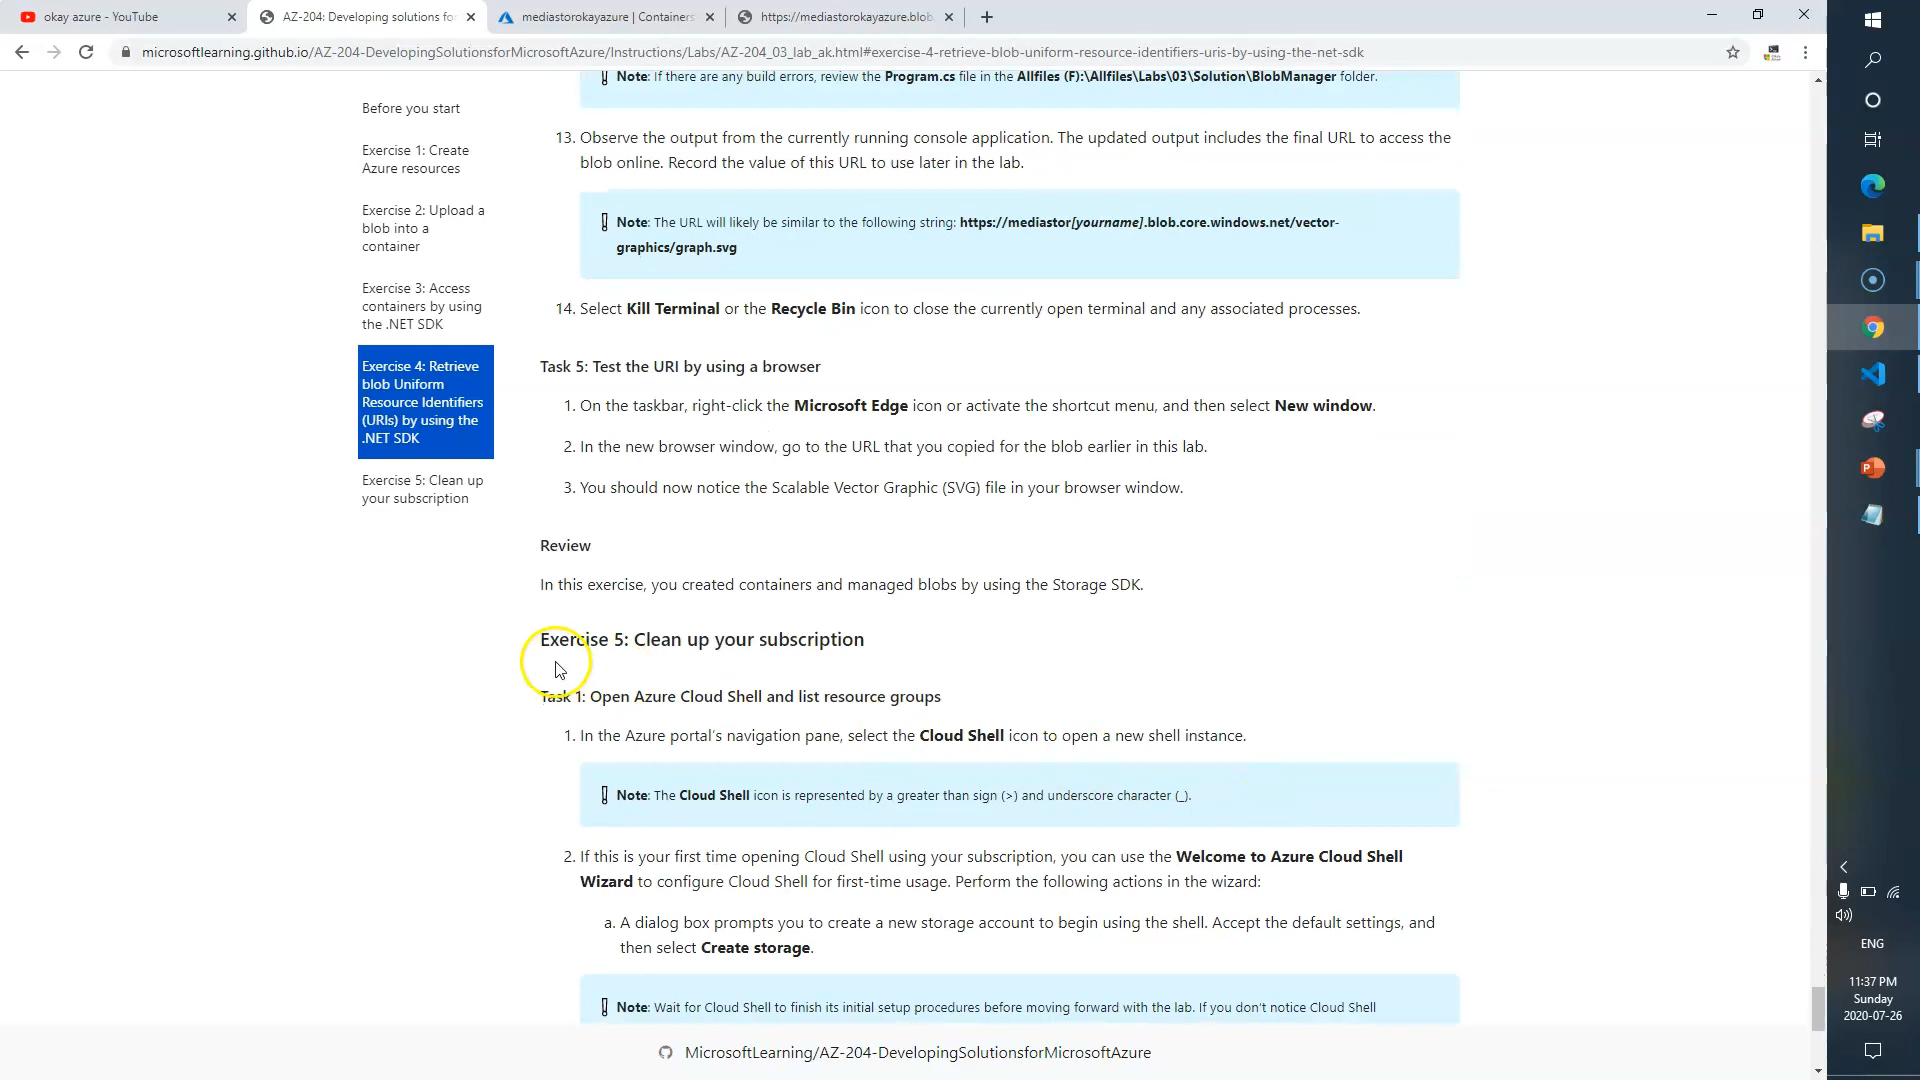 okay azure - YouTube
AZ-204: Developing solutions for
mediastorokayazure | Containers
https://mediastorokayazure.blob.
microsoftlearning.github.io/AZ-204-DevelopingSolutionsforMicrosoftAzure/Instructions/Labs/AZ-204_03_lab_ak.html#exercise-4-retrieve-blob-uniform-resource-identifiers-uris-by-using-the-net-sdk
Before you start
Exercise 1: Create
Azure resources
Exercise 2: Upload a
blob into a
container
Exercise 3: Access
containers by using
the .NET SDK
Exercise 4: Retrieve
blob Uniform
Resource Identifiers
(URIs) by using the
.NET SDK
Exercise 5: Clean up
your subscription
Note: If there are any build errors, review the Program.cs file in the Allfiles (F):\Allfiles\Labs\03\Solution\BlobManager folder.
13. Observe the output from the currently running console application. The updated output includes the final URL to access the
blob online. Record the value of this URL to use later in the lab.
Note: The URL will likely be similar to the following string: https://mediastor[yourname].blob.core.windows.net/vector-
graphics/graph.svg
14. Select Kill Terminal or the Recycle Bin icon to close the currently open terminal and any associated processes.
Task 5: Test the URI by using a browser
1. On the taskbar, right-click the Microsoft Edge icon or activate the shortcut menu, and then select New window.
2. In the new browser window, go to the URL that you copied for the blob earlier in this lab.
3. You should now notice the Scalable Vector Graphic (SVG) file in your browser window.
Review
In this exercise, you created containers and managed blobs by using the Storage SDK.
Exercise 5: Clean up your subscription
Task 1: Open Azure Cloud Shell and list resource groups
1. In the Azure portal's navigation pane, select the Cloud Shell icon to open a new shell instance.
Note: The Cloud Shell icon is represented by a greater than sign (>) and underscore character (_).
2. If this is your first time opening Cloud Shell using your subscription, you can use the Welcome to Azure Cloud Shell
Wizard to configure Cloud Shell for first-time usage. Perform the following actions in the wizard:
a. A dialog box prompts you to create a new storage account to begin using the shell. Accept the default settings, and
then select Create storage.
Note: Wait for Cloud Shell to finish its initial setup procedures before moving forward with the lab. If you don't notice Cloud Shell
MicrosoftLearning/AZ-204-DevelopingSolutionsforMicrosoftAzure
ENG
11:37 PM
Sunday
2020-07-26